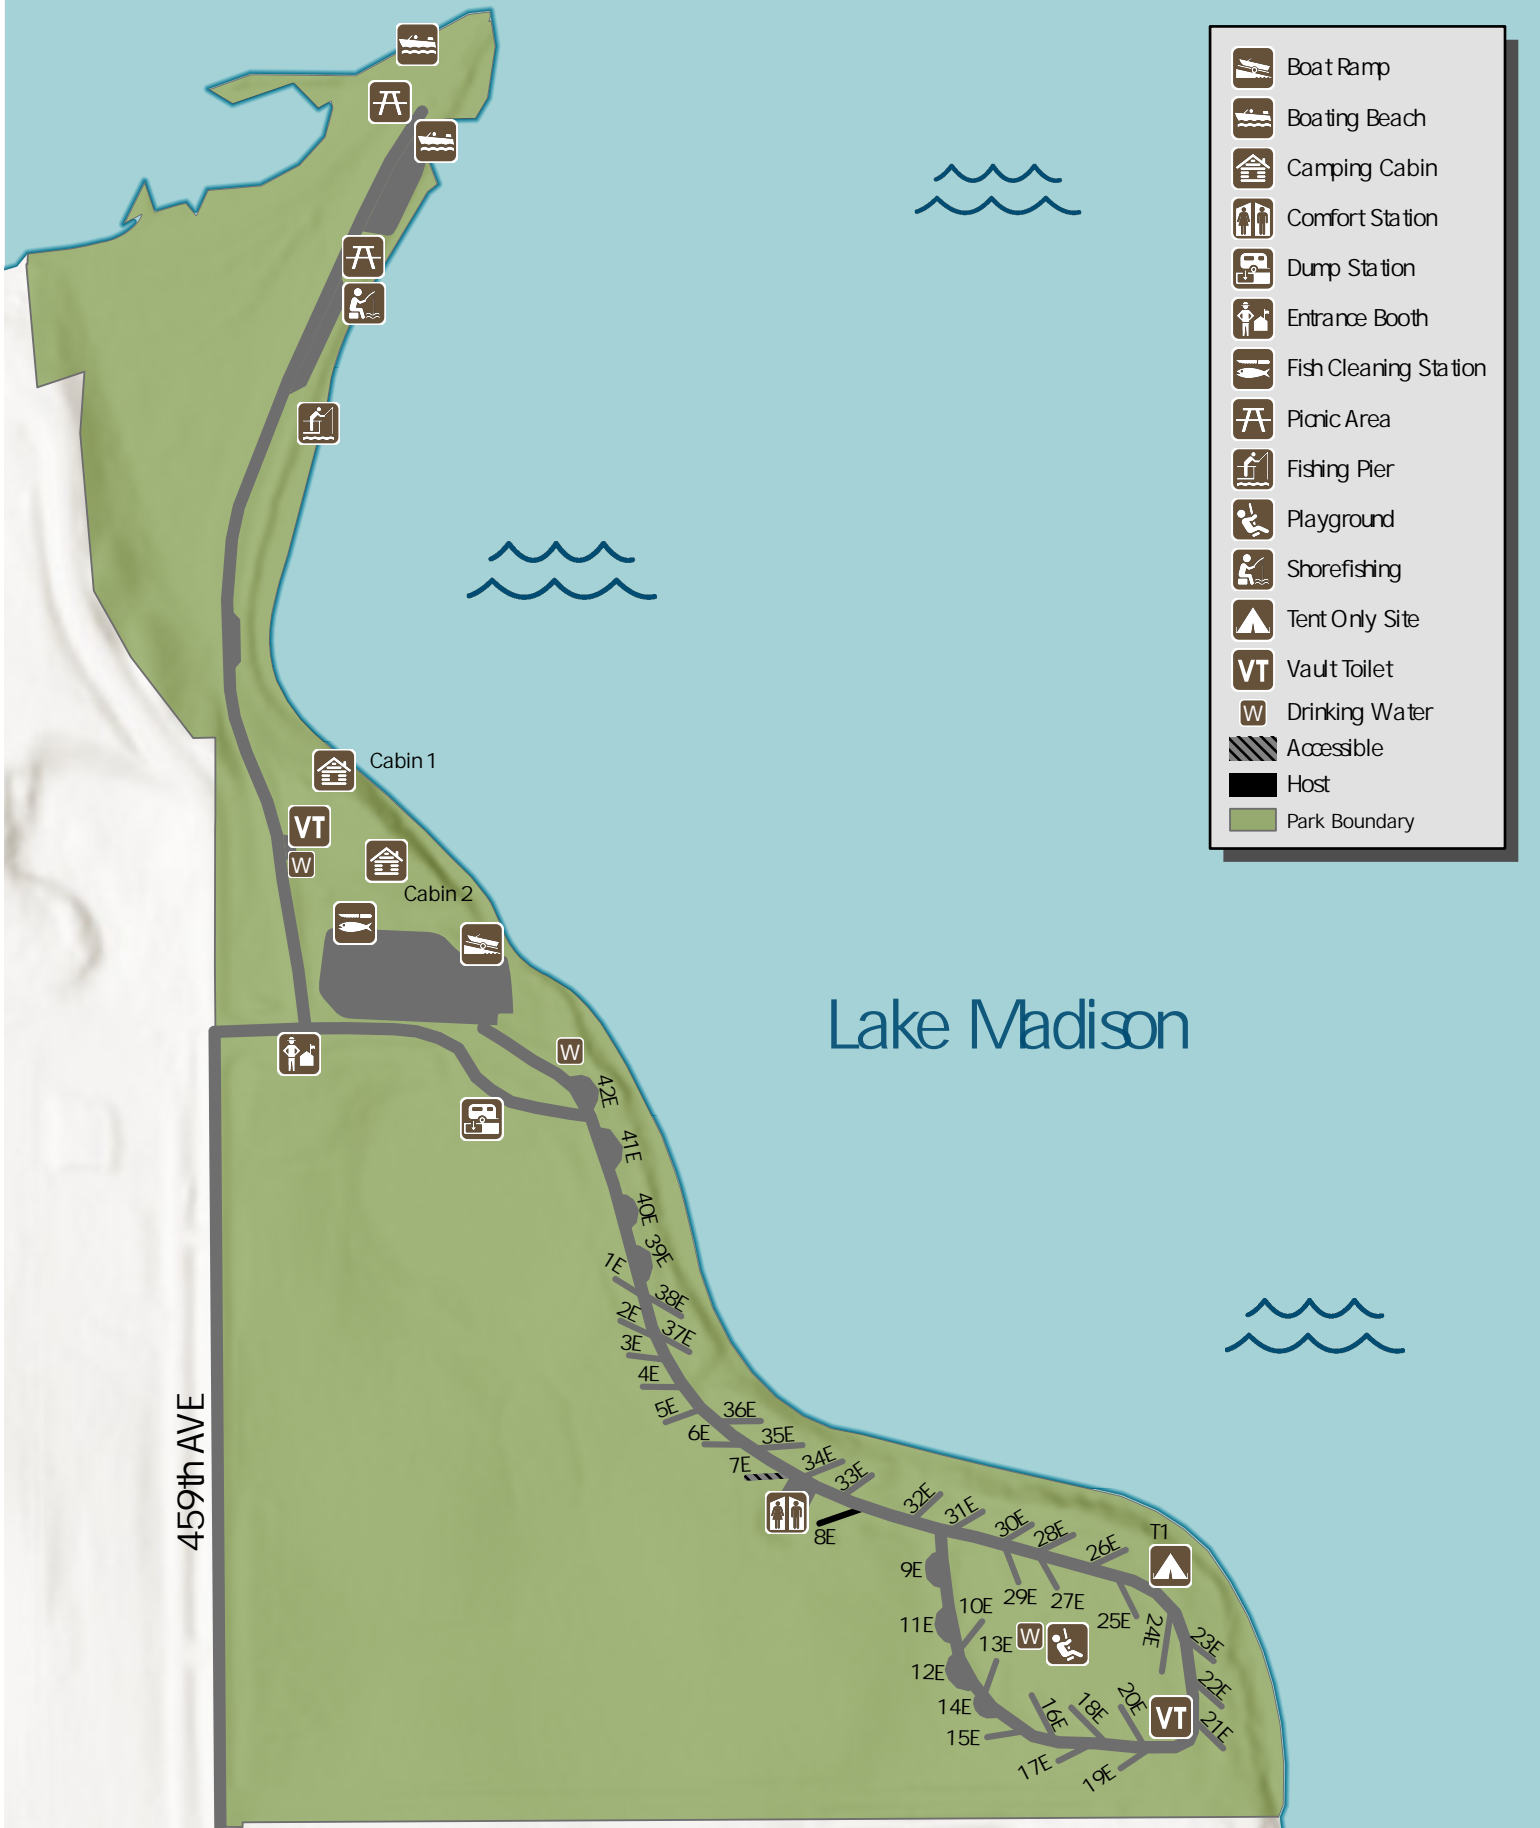 Boat Ramp
Boating Beach
Camping Cabin
Comfort Station
Dump Station
Entrance Booth
Fish Cleaning Station
Picnic Area
Fishing Pier
Playground
Shorefishing
Tent Only Site
VT Vault Toilet
W Drinking Water
Accessible
Host
Park Boundary
Cabin 1
VT
W
Cabin 2
Lake Madison
W
42E
41E
40E
39E
1E
38E
2E
37E
3E
4E
5E
36E
6E
35E
7E
34E
33E
8E
32E
31E
30E
28E
26E
T1
459th AVE
9E
29E
27E
25E
24E
23E
10E
11E
13E
W
12E
22E
14E
16E
18E
20E
VT
21E
15E
17E
19E